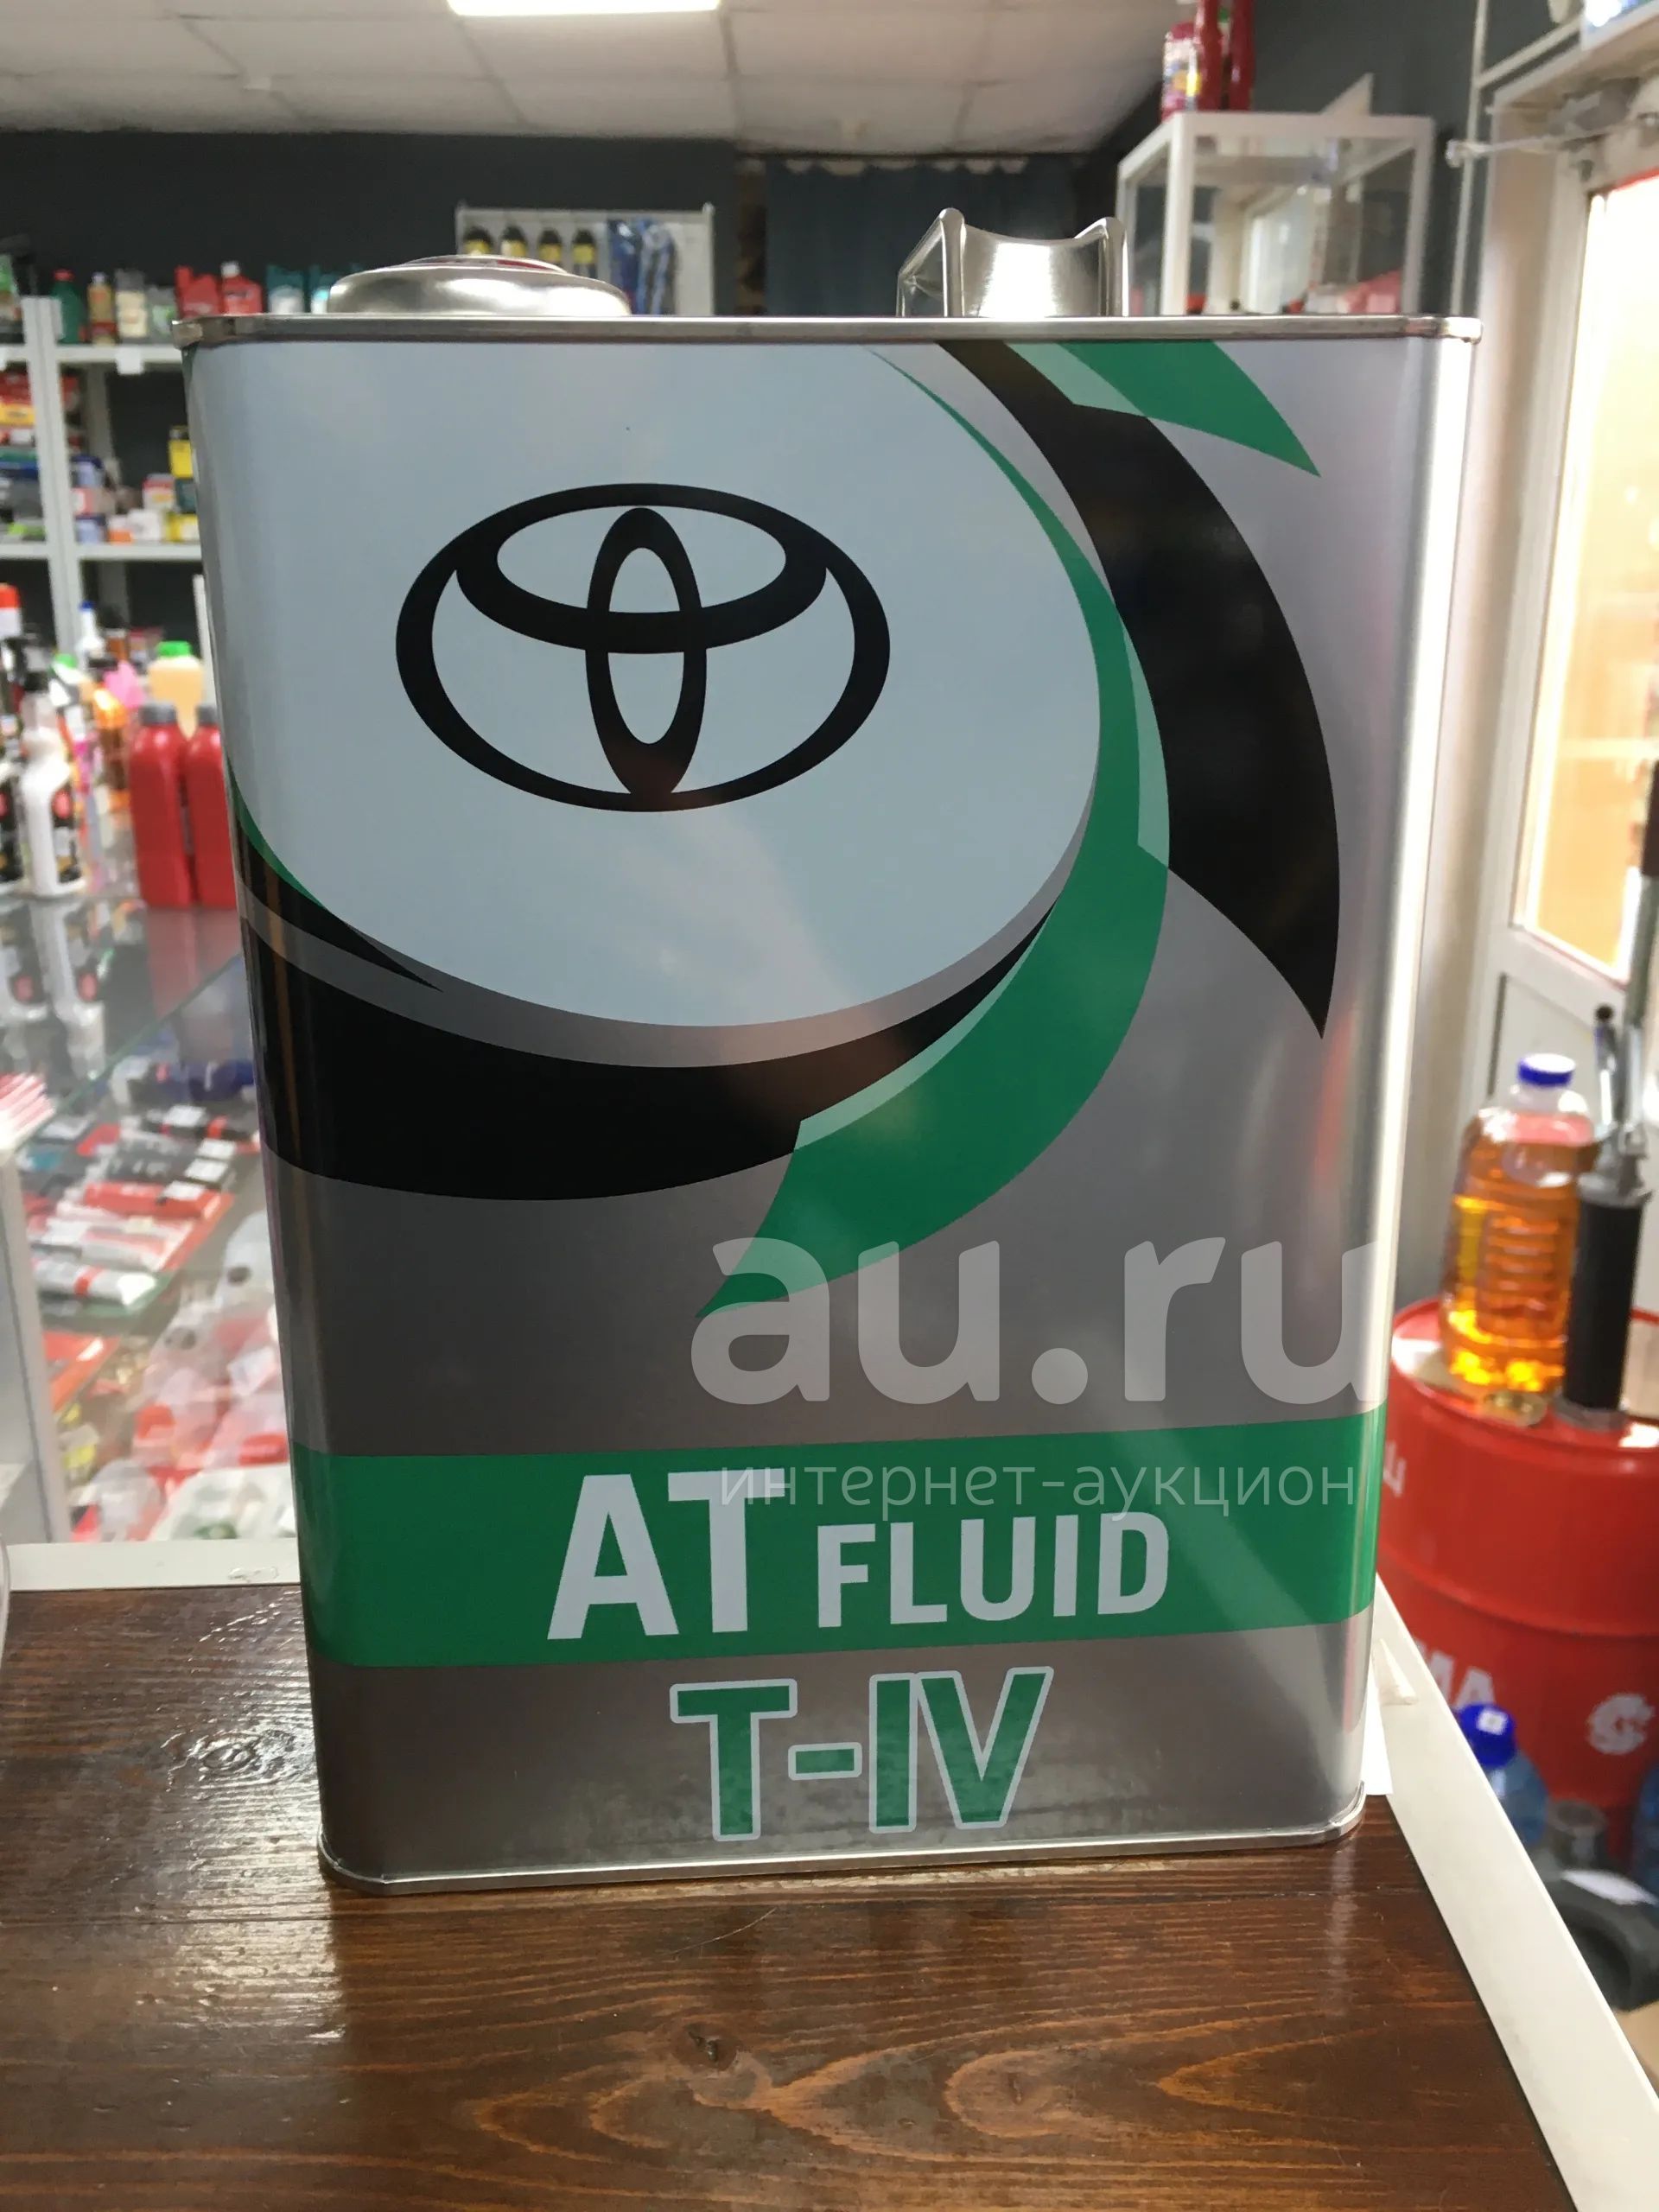 au.ru
интернет-аукцион
AT FLUID
T-IV